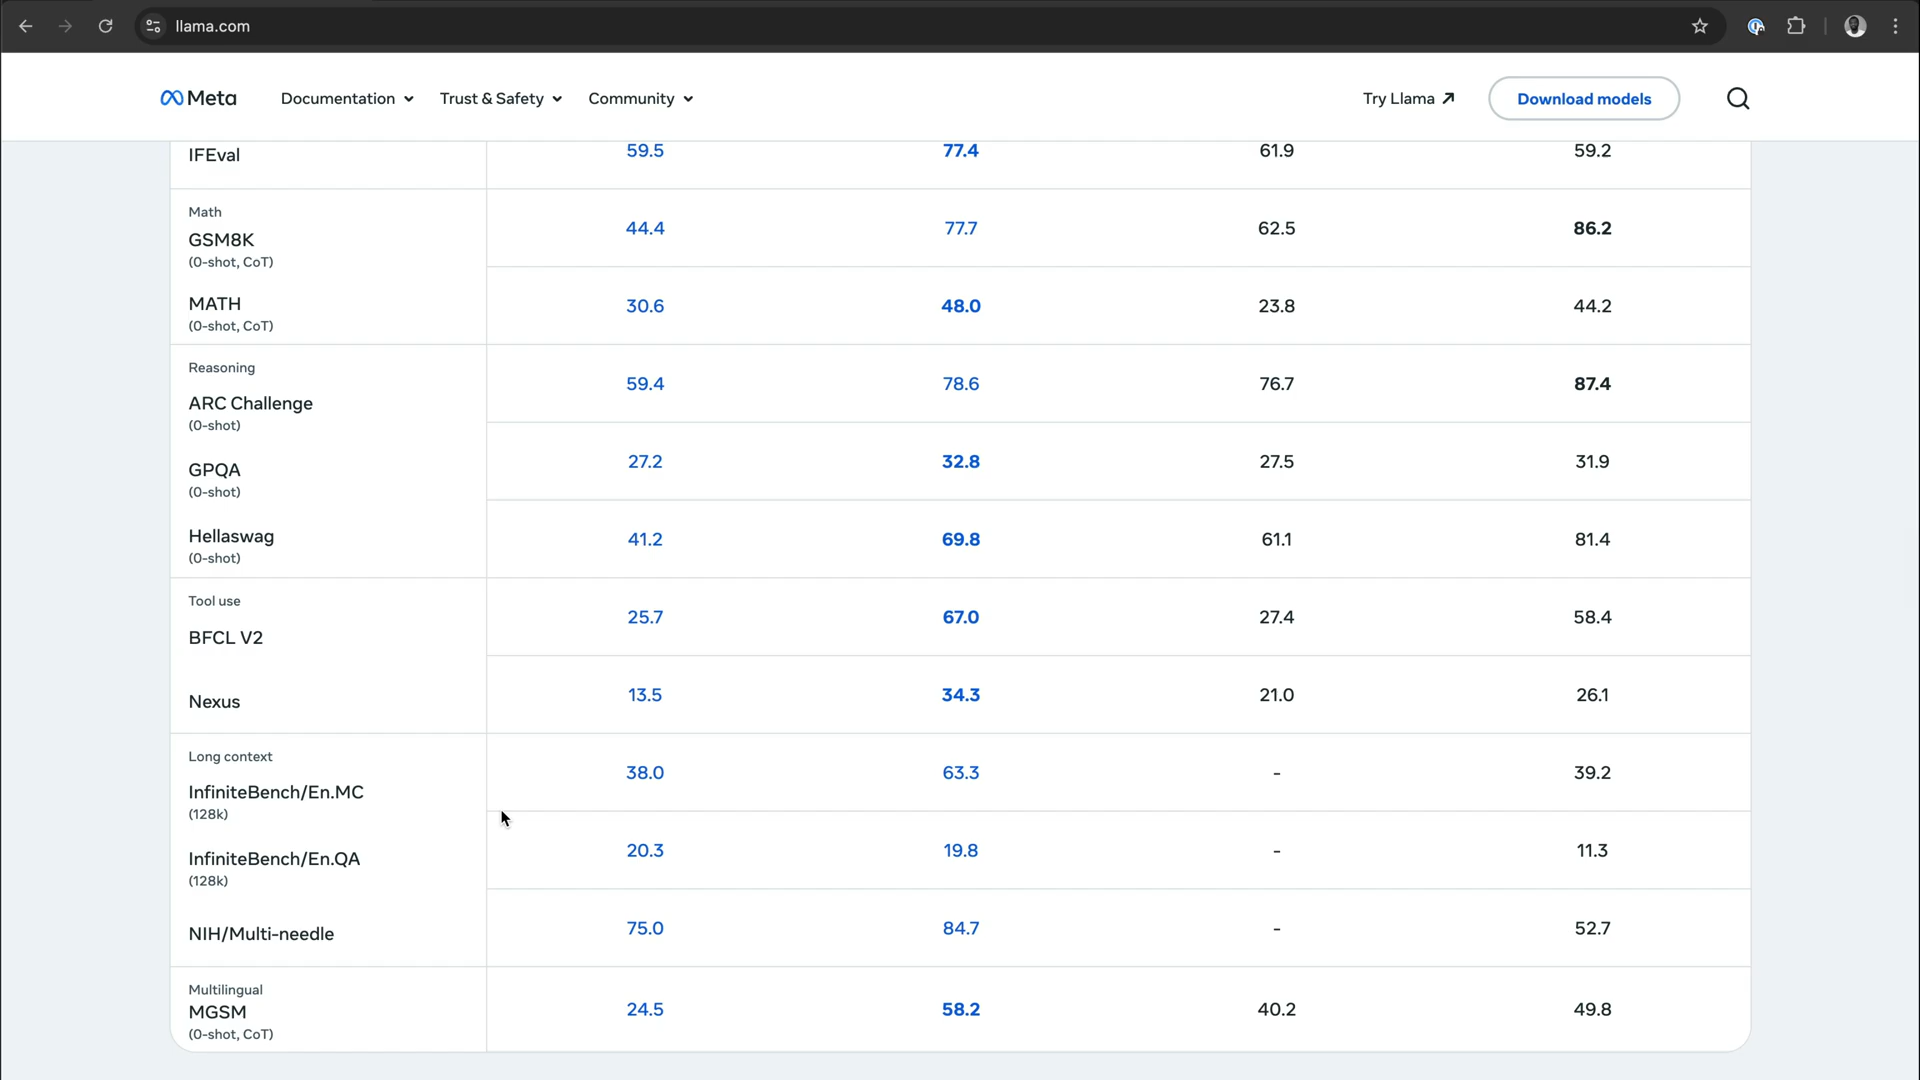 llama.com
Meta
Documentation
Trust & Safety
Community
Try Llama
Download models
IFEval 59.5 77.4 61.9 59.2
Math
GSM8K 44.4 77.7 62.5 86.2
(0-shot, CoT)
MATH 30.6 48.0 23.8 44.2
(0-shot, CoT)
Reasoning
ARC Challenge 59.4 78.6 76.7 87.4
(0-shot)
GPQA 27.2 32.8 27.5 31.9
(0-shot)
Hellaswag 41.2 69.8 61.1 81.4
(0-shot)
Tool use
BFCL V2 25.7 67.0 27.4 58.4
Nexus 13.5 34.3 21.0 26.1
Long context
InfiniteBench/En.MC 38.0 63.3 - 39.2
(128k)
InfiniteBench/En.QA 20.3 19.8 - 11.3
(128k)
NIH/Multi-needle 75.0 84.7 - 52.7
Multilingual
MGSM 24.5 58.2 40.2 49.8
(0-shot, CoT)